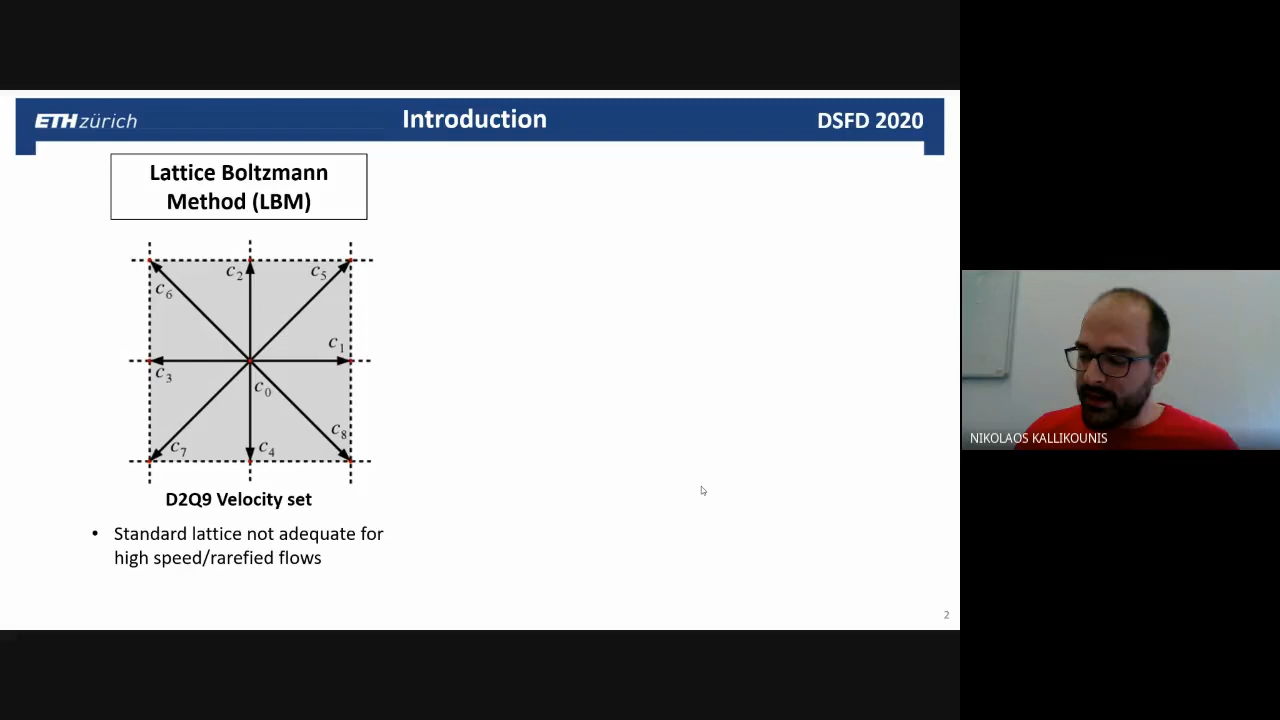 ETH zürich
Introduction
DSFD 2020
Lattice Boltzmann
Method (LBM)
c2
c5
c6
c1
c3
c0
c8
c7
c4
D2Q9 Velocity set
• Standard lattice not adequate for
high speed/rarefied flows
2
NIKOLAOS KALLIKOUNIS